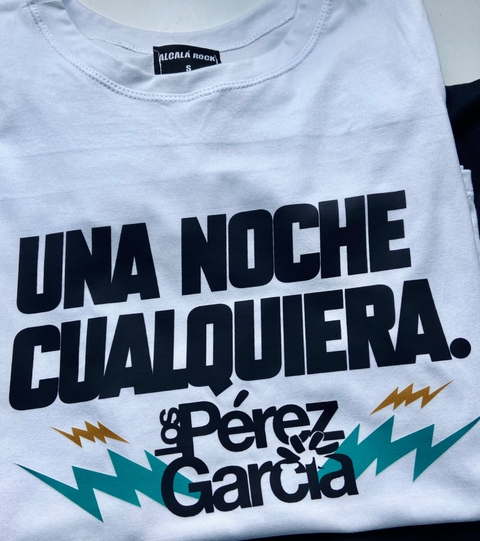 ALCALÁ ROCK
S
UNA NOCHE
CUALQUIERA.
los Pérez
García